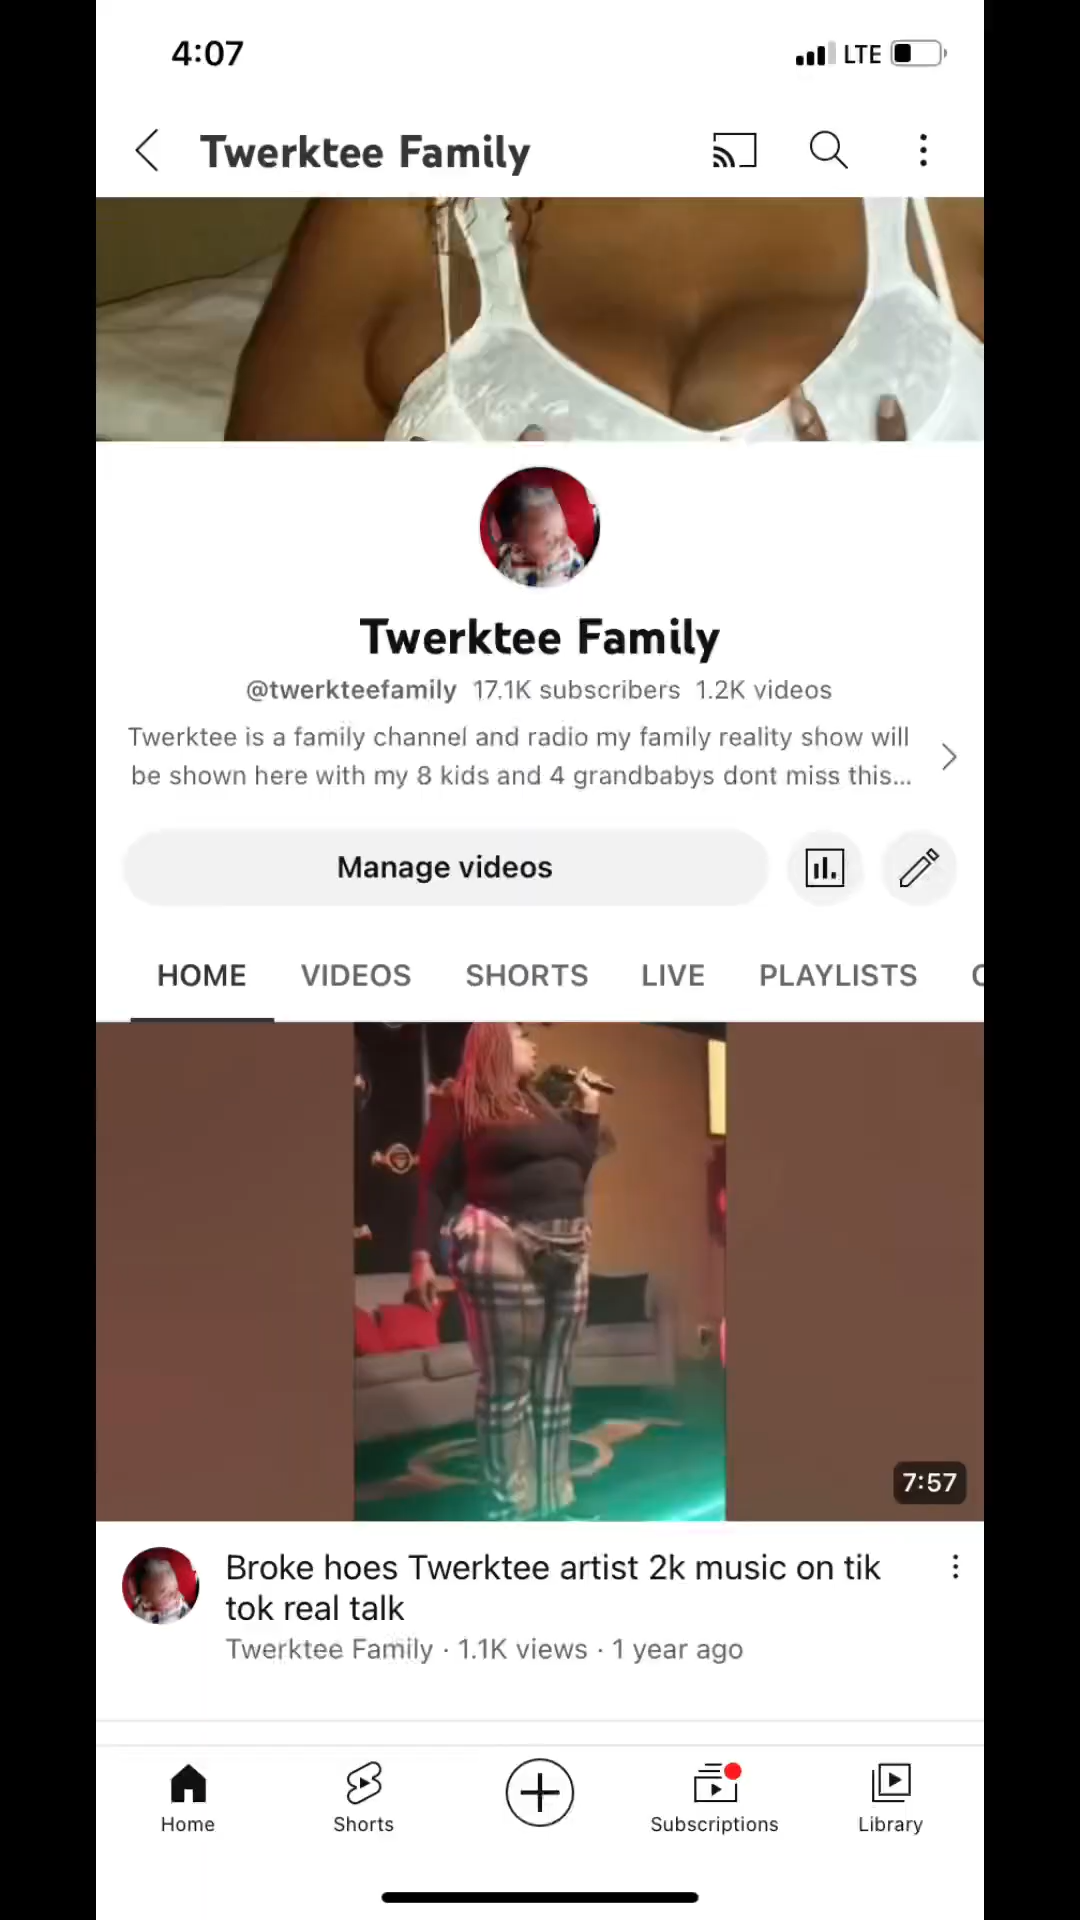 4:07
LTE
Twerktee Family
Twerktee Family
@twerkteefamily 17.1K subscribers 1.2K videos
Twerktee is a family channel and radio my family reality show will
be shown here with my 8 kids and 4 grandbabys dont miss this...
Manage videos
HOME VIDEOS SHORTS LIVE PLAYLISTS C
7:57
Broke hoes Twerktee artist 2k music on tik
tok real talk
Twerktee Family · 1.1K views · 1 year ago
Home Shorts Subscriptions Library